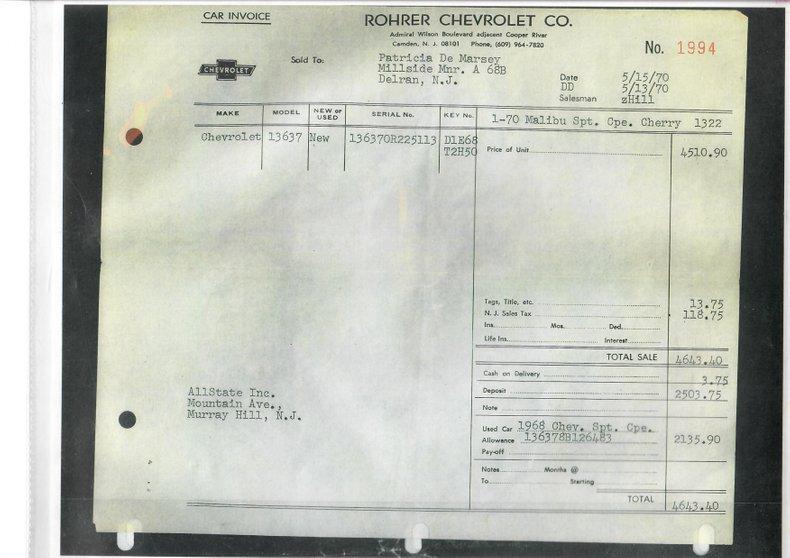 CAR INVOICE
ROHRER CHEVROLET CO.
Admiral Wilson Boulevard adjacent Cooper River
Camden, N. J. 08101 Phone, (609) 964-7820
No. 1994
CHEVROLET
Sold To: Patricia De Marsey
Millside Mnr. A 68B
Delran, N.J.
Date 5/15/70
DD 5/13/70
Salesman zHill
MAKE MODEL NEW or USED SERIAL No. KEY No.
1-70 Malibu Spt. Cpe. Cherry 1322
Chevrolet 13637 New 136370R225113 D1E68
T2H50
Price of Unit 4510.90
Tags, Title, etc. 13.75
N. J. Sales Tax 118.75
Ins. Mos. Ded.
Life Ins. Interest
TOTAL SALE 4643.40
Cash on Delivery 3.75
Deposit 2503.75
Note
AllState Inc.
Mountain Ave.,
Murray Hill, N.J.
Used Car 1968 Chev. Spt. Cpe.
Allowance 136378B126483 2135.90
Pay-off
Notes Months @
To Starting
TOTAL 4643.40